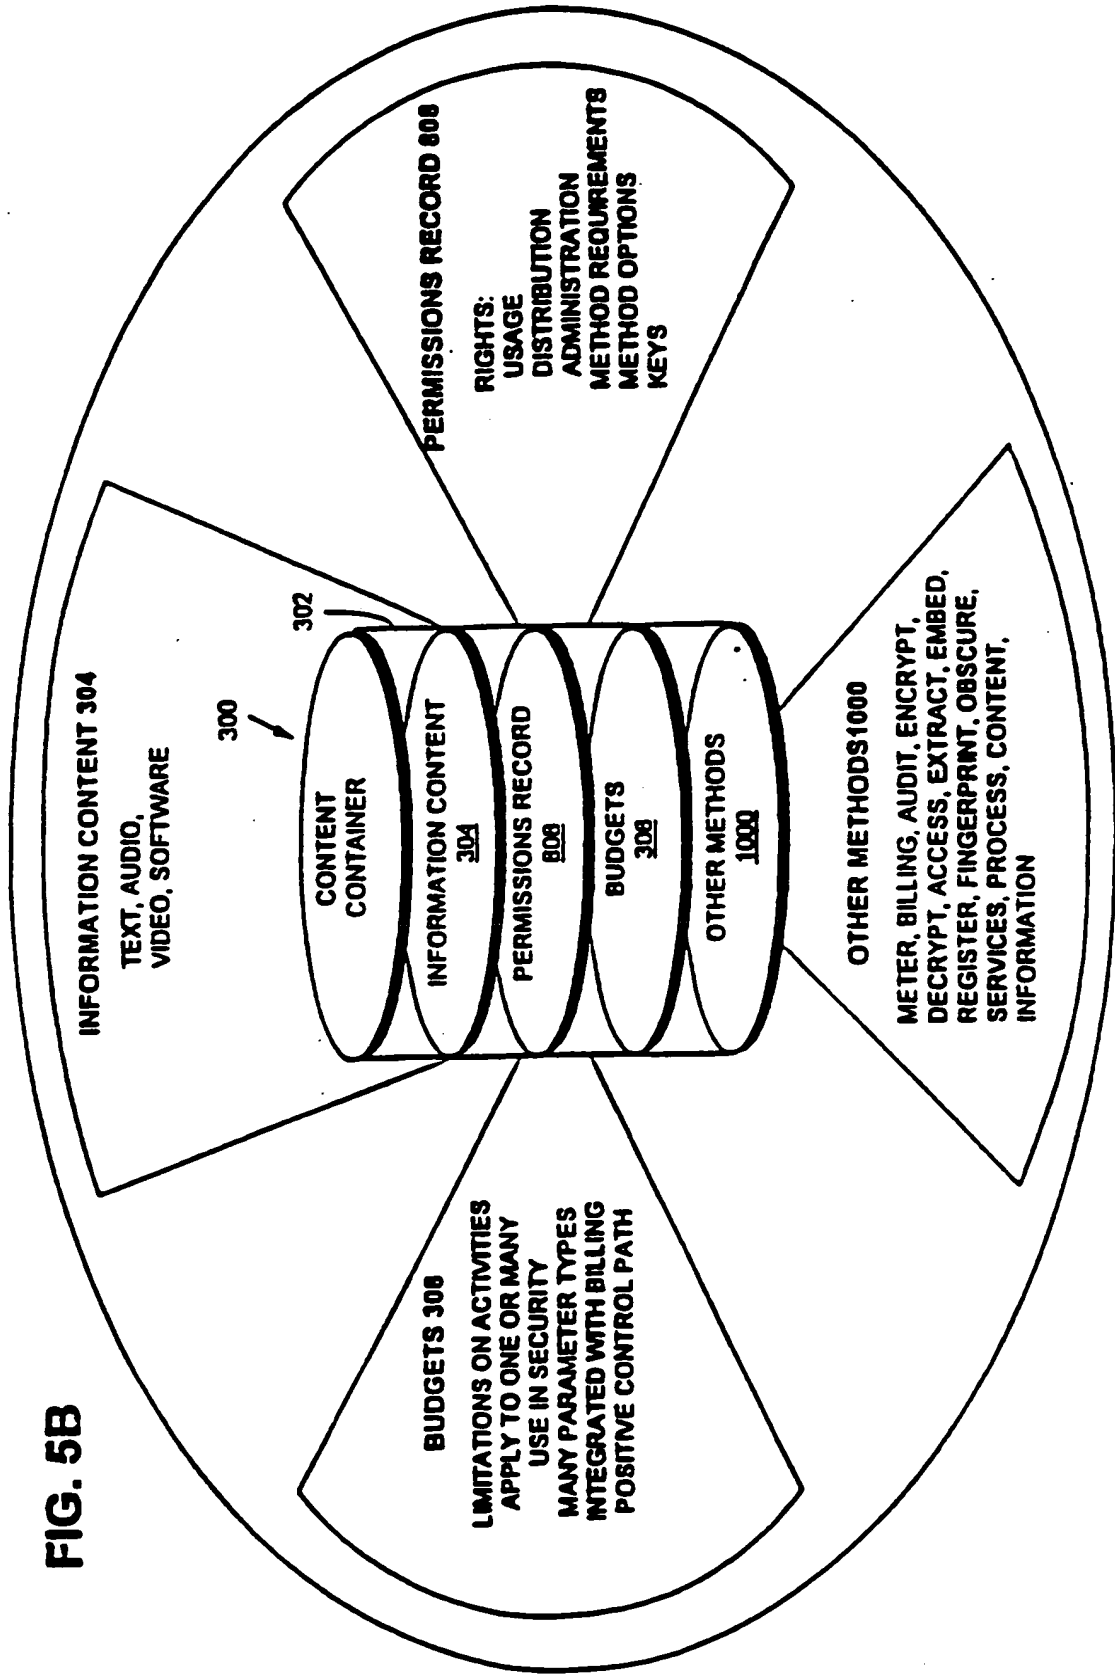 FIG. 5B
INFORMATION CONTENT 304
TEXT, AUDIO,
VIDEO, SOFTWARE
300
302
CONTENT
CONTAINER
INFORMATION CONTENT
304
PERMISSIONS RECORD
808
BUDGETS
308
OTHER METHODS
1000
BUDGETS 308
LIMITATIONS ON ACTIVITIES
APPLY TO ONE OR MANY
USE IN SECURITY
MANY PARAMETER TYPES
INTEGRATED WITH BILLING
POSITIVE CONTROL PATH
PERMISSIONS RECORD 808
RIGHTS:
USAGE
DISTRIBUTION
ADMINISTRATION
METHOD REQUIREMENTS
METHOD OPTIONS
KEYS
OTHER METHODS1000
METER, BILLING, AUDIT, ENCRYPT,
DECRYPT, ACCESS, EXTRACT, EMBED,
REGISTER, FINGERPRINT, OBSCURE,
SERVICES, PROCESS, CONTENT,
INFORMATION